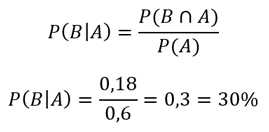 P(B|A) = P(B ∩ A) / P(A)
P(B|A) = 0,18 / 0,6 = 0,3 = 30%